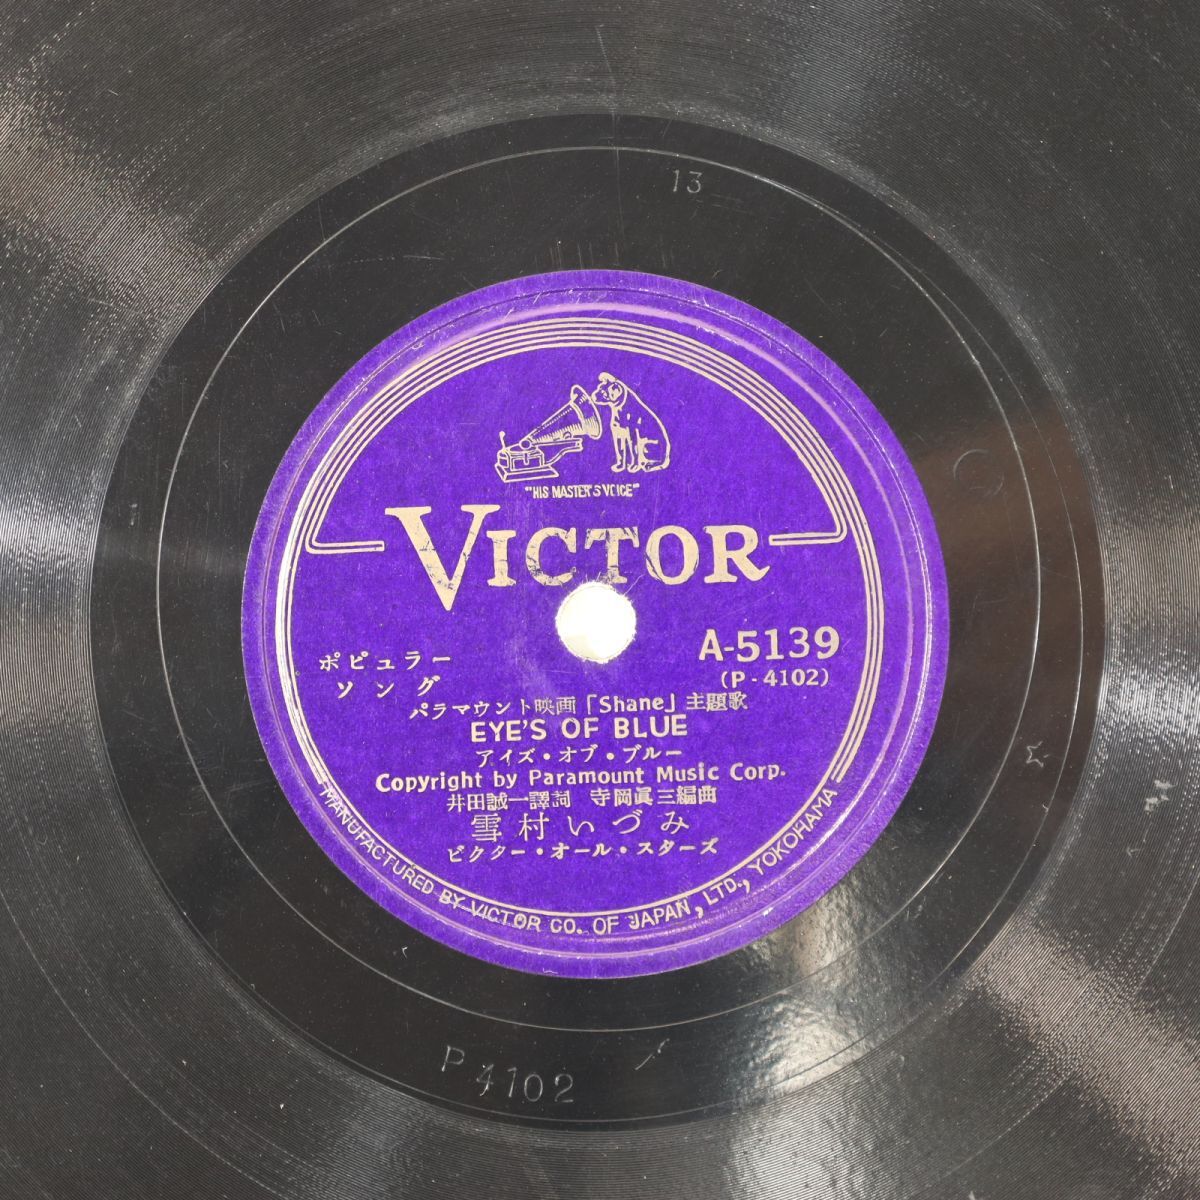 13
"HIS MASTER'S VOICE"
VICTOR
A-5139
(P-4102)
ポピュラー
ソング
パラマウント映画「Shane」主題歌
EYE'S OF BLUE
アイズ・オブ・ブルー
Copyright by Paramount Music Corp.
井田誠一譯詞 寺岡眞三編曲
雪村いづみ
ビクター・オール・スターズ
MANUFACTURED BY VICTOR CO. OF JAPAN, LTD., YOKOHAMA
P4102